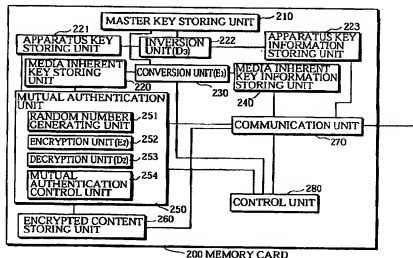 MASTER KEY STORING UNIT 210
221 223
APPARATUS KEY STORING UNIT
INVERSION UNIT(D3) 222
APPARATUS KEY INFORMATION STORING UNIT
MEDIA INHERENT KEY STORING UNIT
220
CONVERSION UNIT(E3)
230
MEDIA INHERENT KEY INFORMATION STORING UNIT
240
MUTUAL AUTHENTICATION UNIT
RANDOM NUMBER GENERATING UNIT 251
ENCRYPTION UNIT(E2) 252
DECRYPTION UNIT(D2) 253
MUTUAL AUTHENTICATION CONTROL UNIT 254
250
COMMUNICATION UNIT
270
CONTROL UNIT 280
ENCRYPTED CONTENT STORING UNIT 260
200 MEMORY CARD